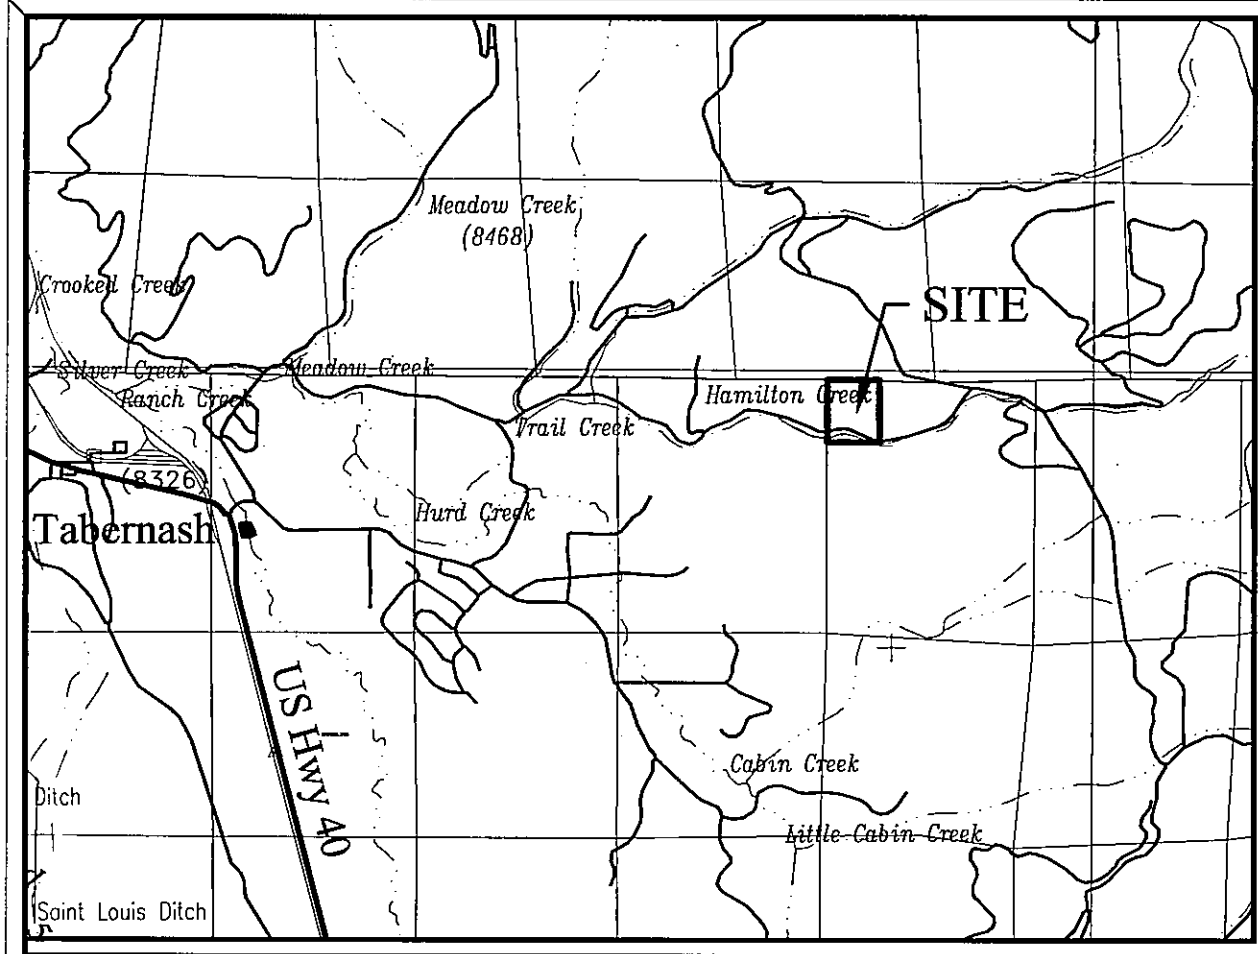 Meadow Creek
(8468)
Crooked Creek
SITE
Silver Creek
Meadow Creek
Ranch Creek
Hamilton Creek
Trail Creek
(8326)
Hurd Creek
Tabernash
US Hwy 40
Cabin Creek
Ditch
Little Cabin Creek
Saint Louis Ditch